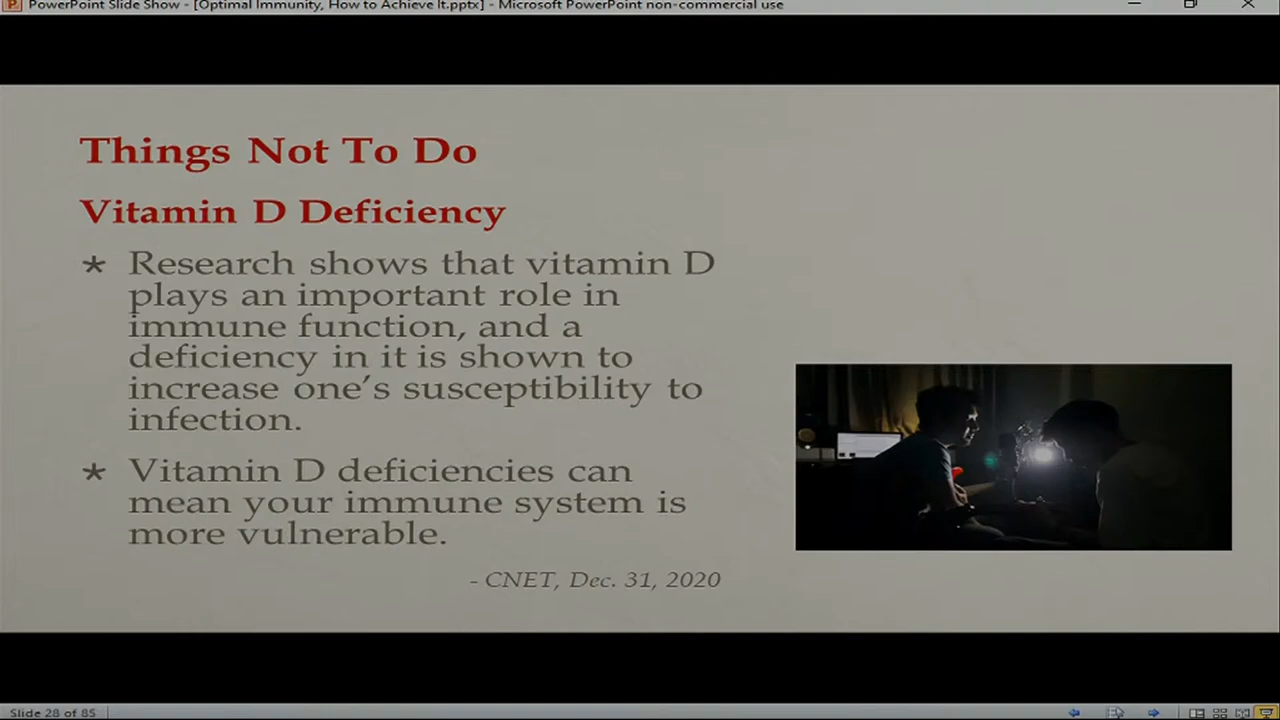 PowerPoint Slide Show - [Optimal Immunity, How to Achieve It.pptx] - Microsoft PowerPoint non-commercial use
Things Not To Do
Vitamin D Deficiency
* Research shows that vitamin D
plays an important role in
immune function, and a
deficiency in it is shown to
increase one's susceptibility to
infection.
* Vitamin D deficiencies can
mean your immune system is
more vulnerable.
- CNET, Dec. 31, 2020
Slide 28 of 85